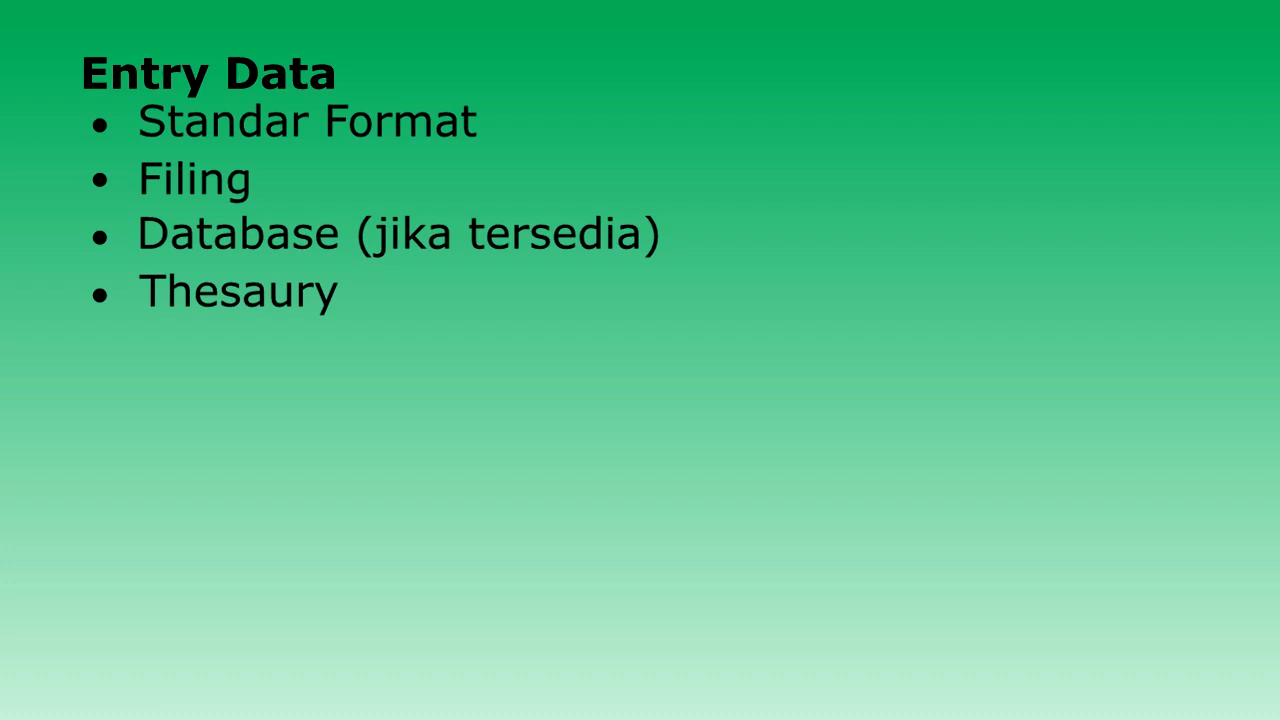 Entry Data
• Standar Format
• Filing
• Database (jika tersedia)
• Thesaury